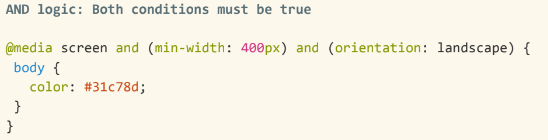 AND logic: Both conditions must be true
@media screen and (min-width: 400px) and (orientation: landscape) {
body {
color: #31c78d;
}
}